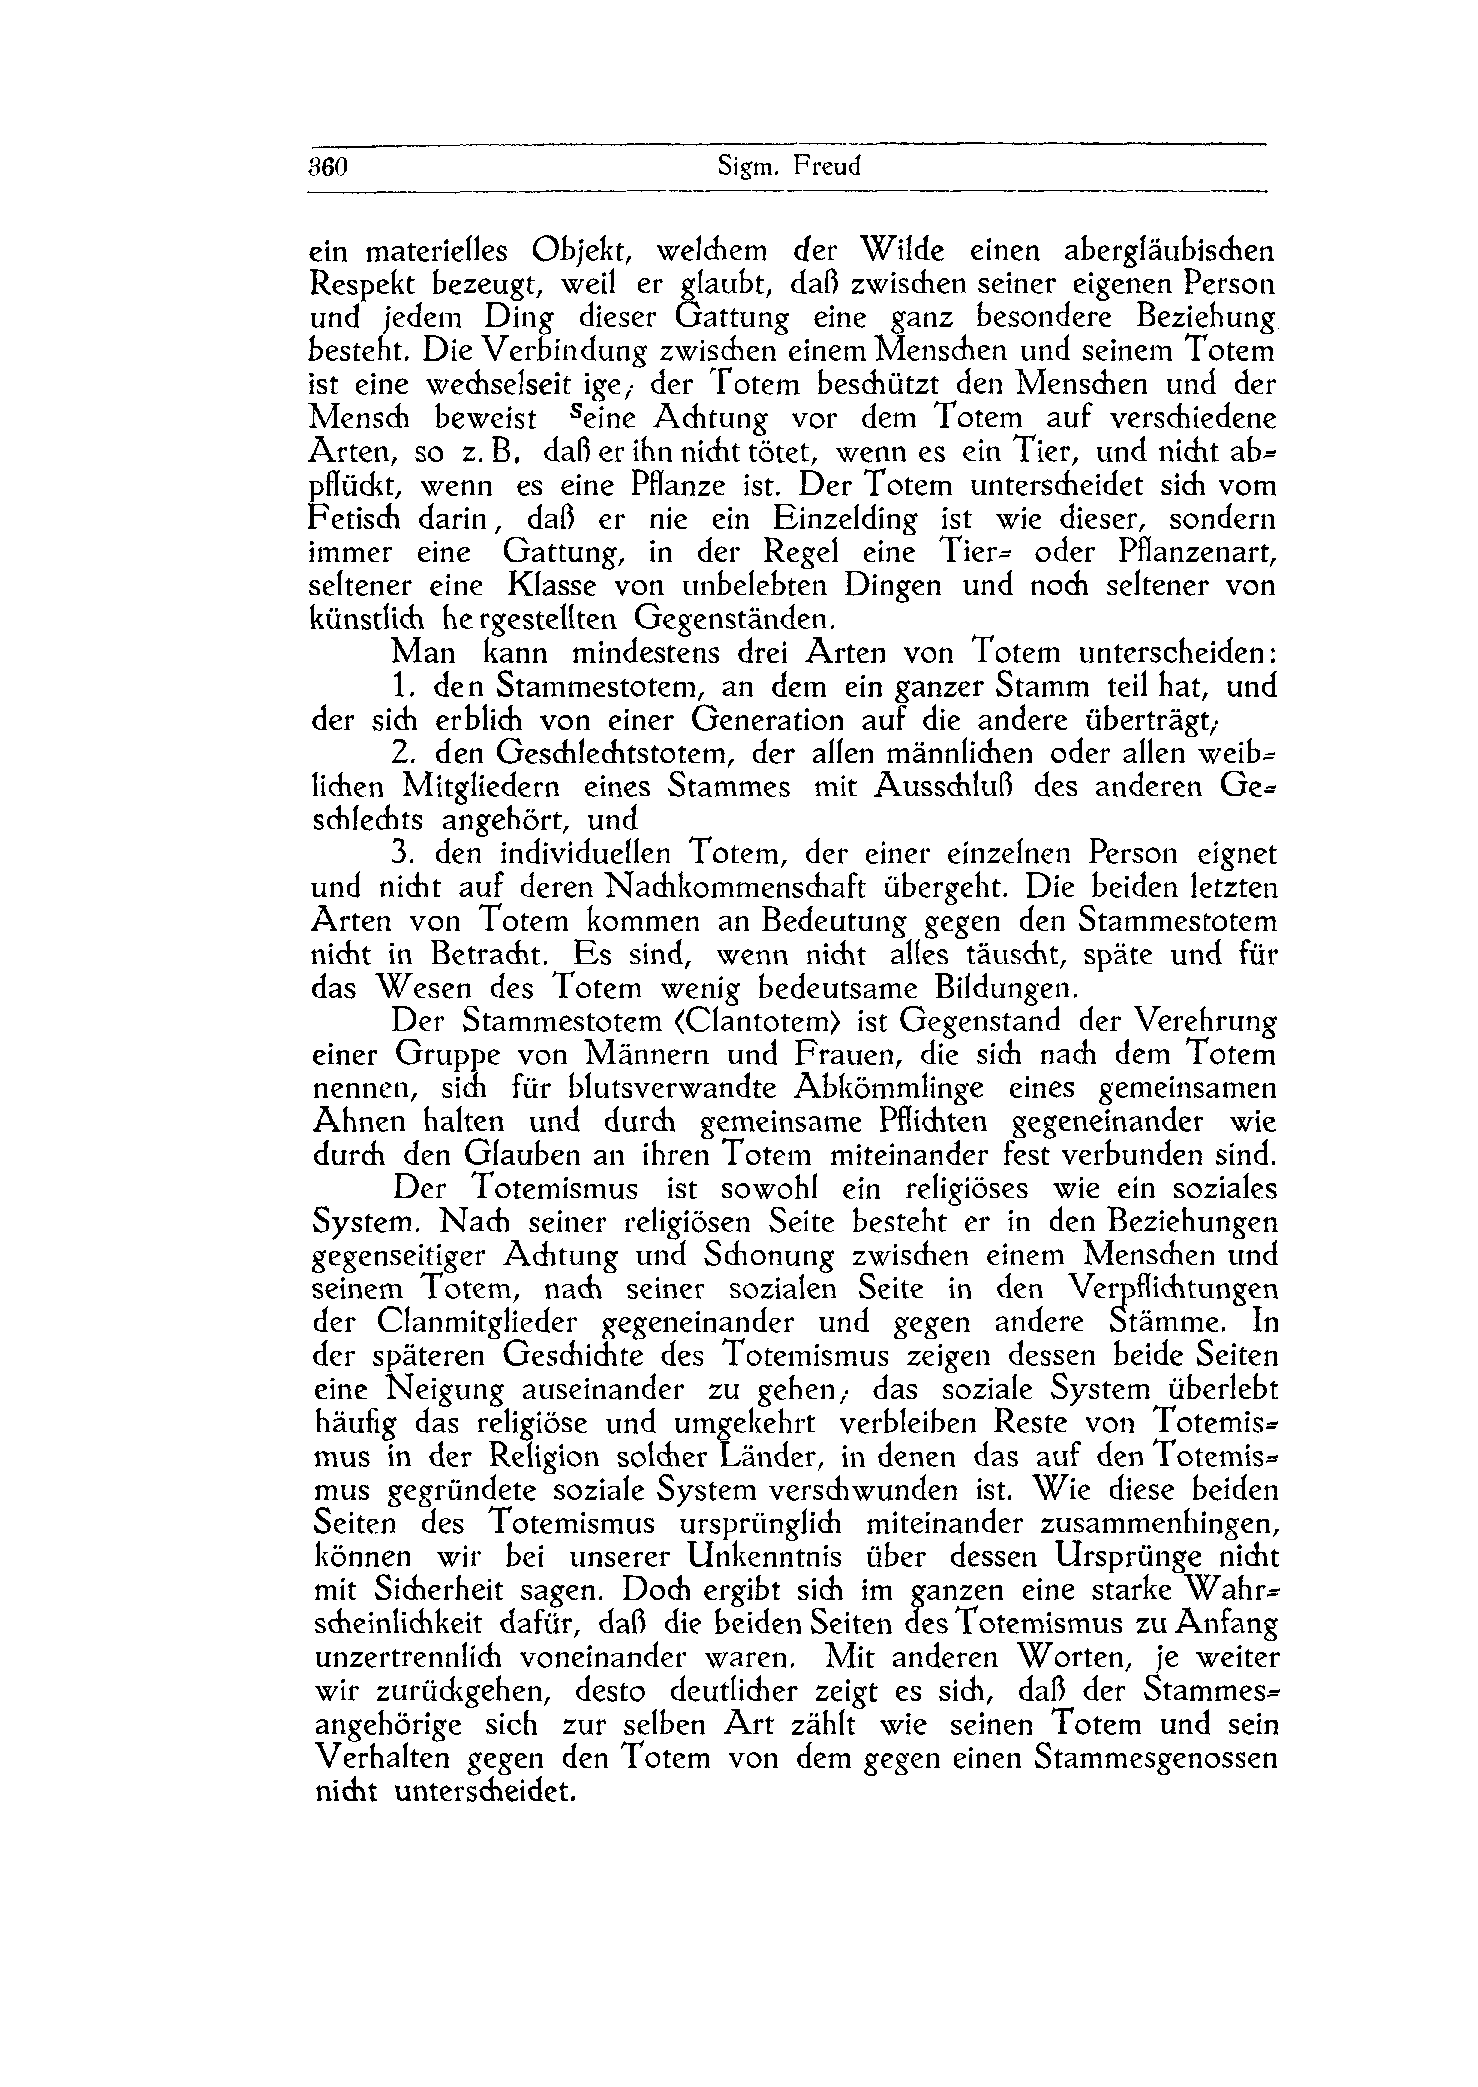 360 Sigm. Freud
ein materielles Objekt, welchem der Wilde einen abergläubischen
Respekt bezeugt, weil er glaubt, daß zwischen seiner eigenen Person
und jedem Ding dieser Gattung eine ganz besondere Beziehung
besteht. Die Verbindung zwischen einem Menschen und seinem Totem
ist eine wechselseit ige; der Totem beschützt den Menschen und der
Mensch beweist seine Achtung vor dem Totem auf verschiedene
Arten, so z. B. daß er ihn nicht tötet, wenn es ein Tier, und nicht ab-
pflückt, wenn es eine Pflanze ist. Der Totem unterscheidet sich vom
Fetisch darin, daß er nie ein Einzelding ist wie dieser, sondern
immer eine Gattung, in der Regel eine Tier- oder Pflanzenart,
seltener eine Klasse von unbelebten Dingen und noch seltener von
künstlich hergestellten Gegenständen.
Man kann mindestens drei Arten von Totem unterscheiden:
1. den Stammestotem, an dem ein ganzer Stamm teil hat, und
der sich erblich von einer Generation auf die andere überträgt;
2. den Geschlechtstotem, der allen männlichen oder allen weib-
lichen Mitgliedern eines Stammes mit Ausschluß des anderen Ge-
schlechts angehört, und
3. den individuellen Totem, der einer einzelnen Person eignet
und nicht auf deren Nachkommenschaft übergeht. Die beiden letzten
Arten von Totem kommen an Bedeutung gegen den Stammestotem
nicht in Betracht. Es sind, wenn nicht alles täuscht, späte und für
das Wesen des Totem wenig bedeutsame Bildungen.
Der Stammestotem (Clantotem) ist Gegenstand der Verehrung
einer Gruppe von Männern und Frauen, die sich nach dem Totem
nennen, sich für blutsverwandte Abkömmlinge eines gemeinsamen
Ahnen halten und durch gemeinsame Pflichten gegeneinander wie
durch den Glauben an ihren Totem miteinander fest verbunden sind.
Der Totemismus ist sowohl ein religiöses wie ein soziales
System. Nach seiner religiösen Seite besteht er in den Beziehungen
gegenseitiger Achtung und Schonung zwischen einem Menschen und
seinem Totem, nach seiner sozialen Seite in den Verpflichtungen
der Clanmitglieder gegeneinander und gegen andere Stämme. In
der späteren Geschichte des Totemismus zeigen dessen beide Seiten
eine Neigung auseinander zu gehen; das soziale System überlebt
häufig das religiöse und umgekehrt verbleiben Reste von Totemis-
mus in der Religion solcher Länder, in denen das auf den Totemis-
mus gegründete soziale System verschwunden ist. Wie diese beiden
Seiten des Totemismus ursprünglich miteinander zusammenhingen,
können wir bei unserer Unkenntnis über dessen Ursprünge nicht
mit Sicherheit sagen. Doch ergibt sich im ganzen eine starke Wahr-
scheinlichkeit dafür, daß die beiden Seiten des Totemismus zu Anfang
unzertrennlich voneinander waren. Mit anderen Worten, je weiter
wir zurückgehen, desto deutlicher zeigt es sich, daß der Stammes-
angehörige sich zur selben Art zählt wie seinen Totem und sein
Verhalten gegen den Totem von dem gegen einen Stammesgenossen
nicht unterscheidet.